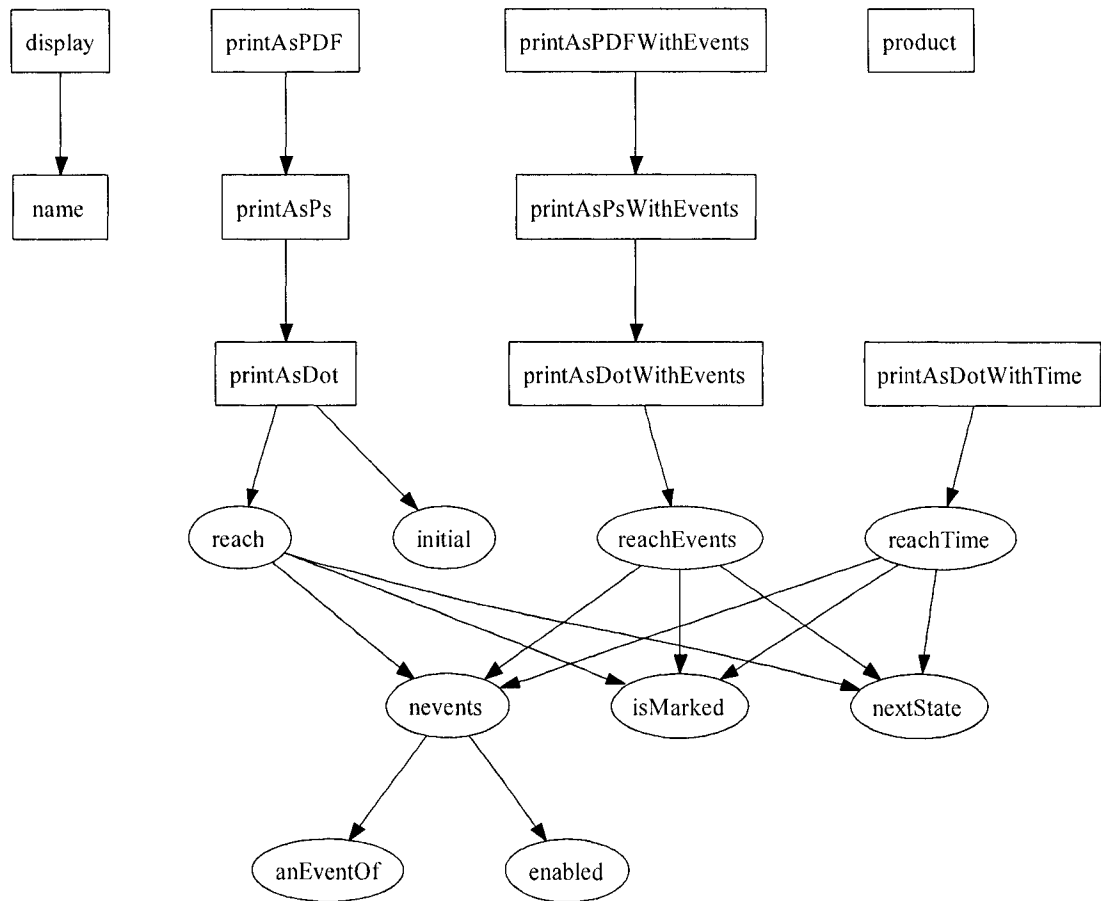 display
printAsPDF
printAsPDFWithEvents
product
name
printAsPs
printAsPsWithEvents
printAsDot
printAsDotWithEvents
printAsDotWithTime
reach
initial
reachEvents
reachTime
nevents
isMarked
nextState
anEventOf
enabled